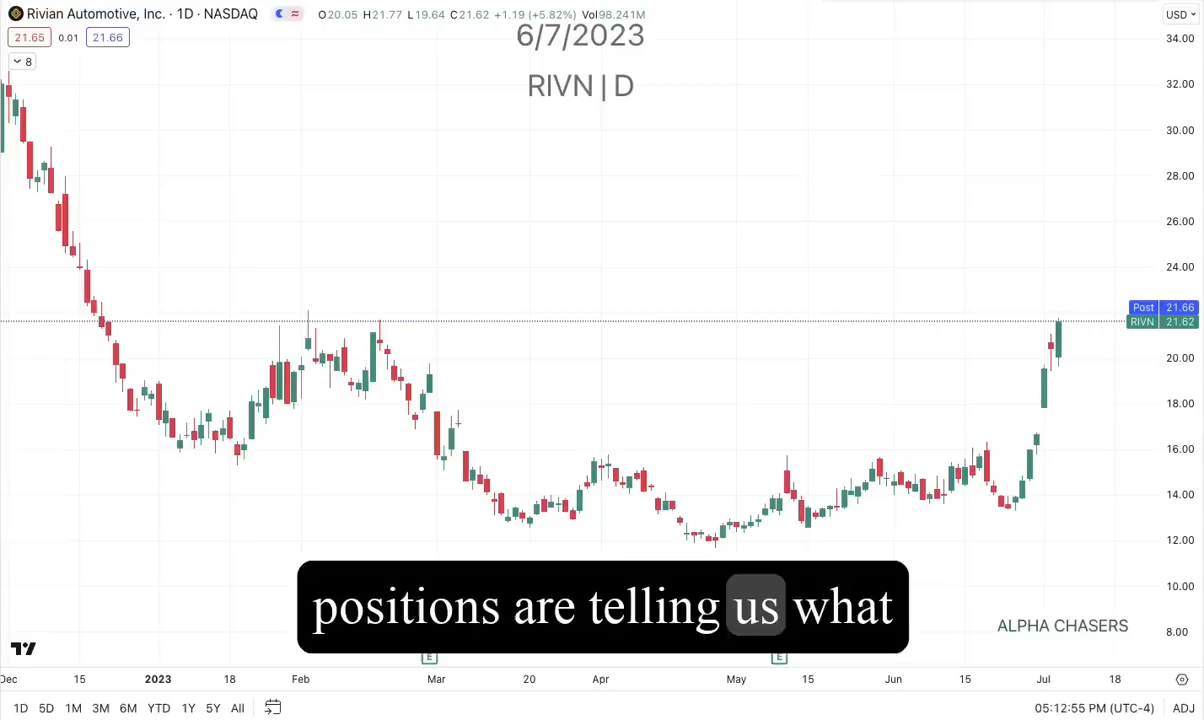 Rivian Automotive, Inc. · 1D · NASDAQ
O20.05 H21.77 L19.64 C21.62 +1.19 (+5.82%) Vol98.241M
USD
21.65 0.01 21.66
8
6/7/2023
RIVN | D
34.00
32.00
30.00
28.00
26.00
24.00
Post 21.66
RIVN 21.62
20.00
18.00
16.00
14.00
12.00
10.00
8.00
positions are telling us what
ALPHA CHASERS
E E
Dec 15 2023 18 Feb Mar 20 Apr May 15 Jun 15 Jul 18
1D 5D 1M 3M 6M YTD 1Y 5Y All
05:12:55 PM (UTC-4) ADJ